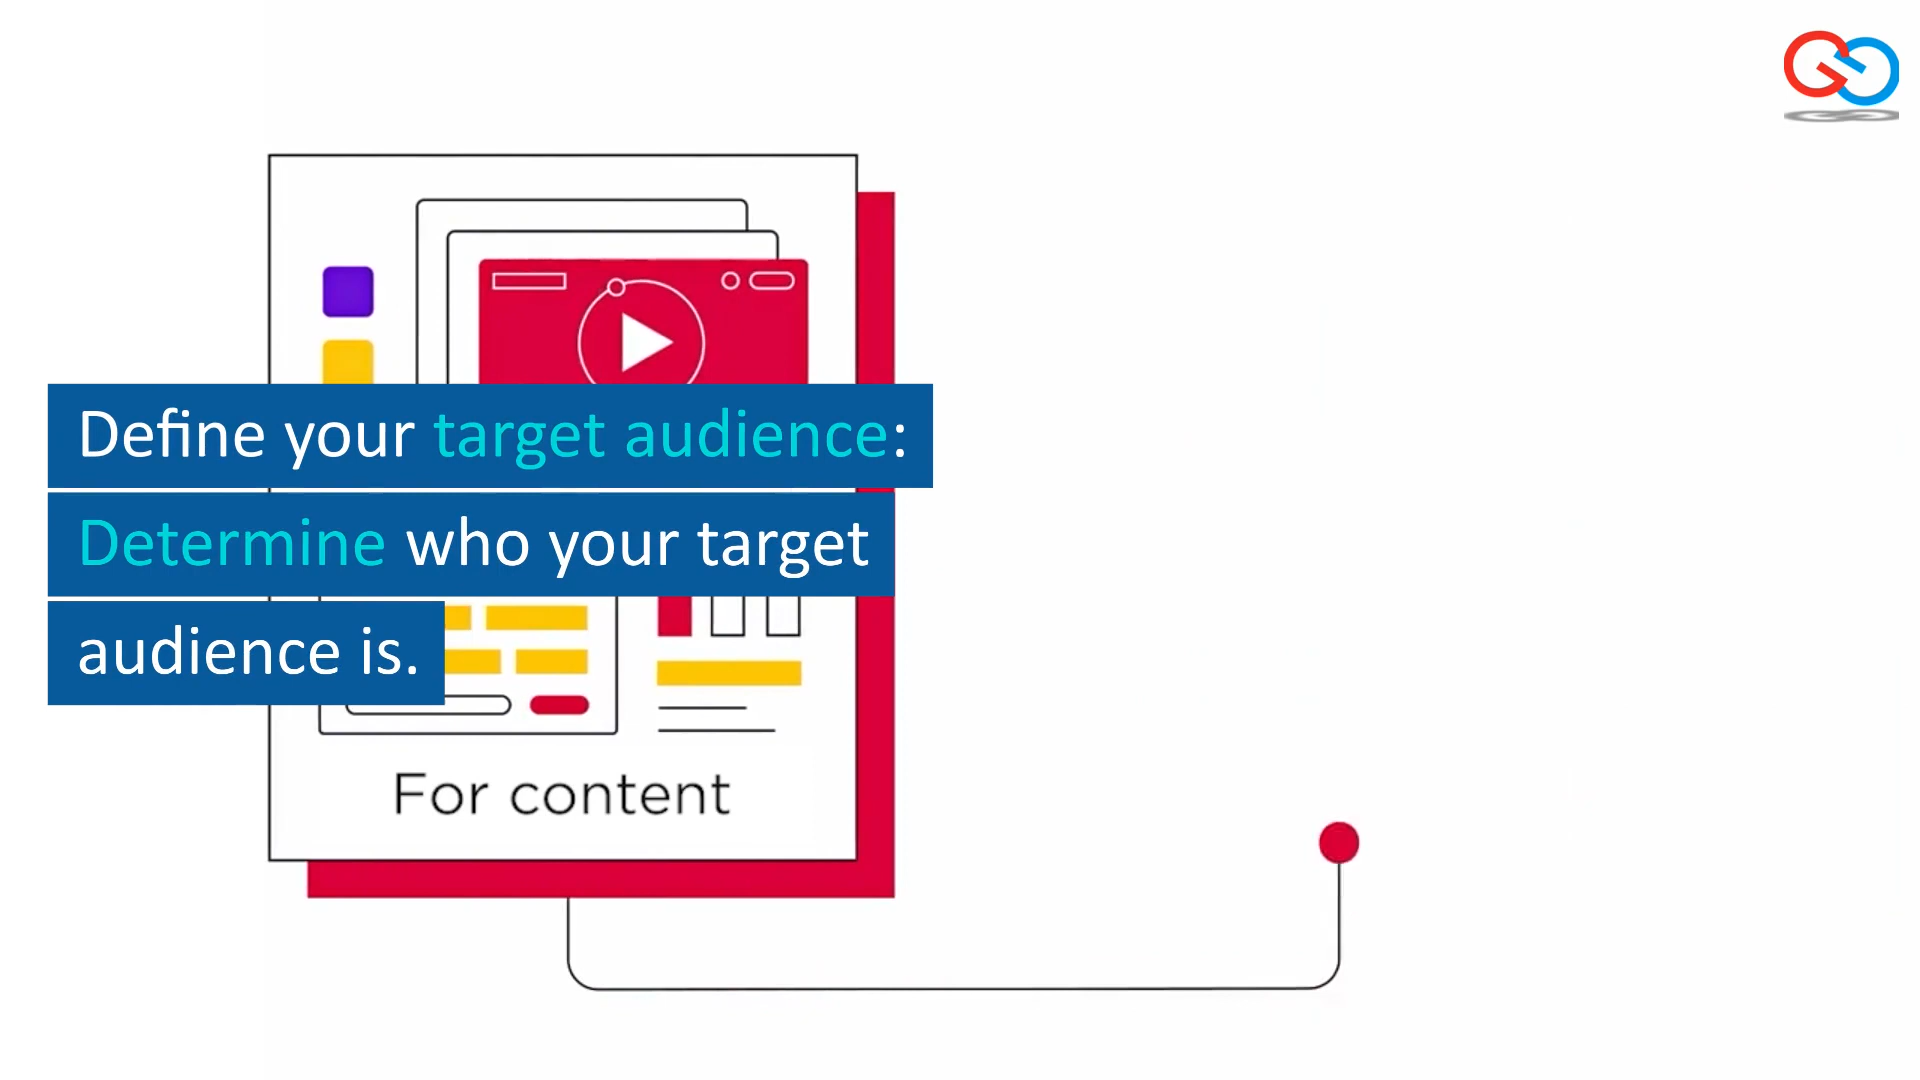 Define your target audience:
Determine who your target
audience is.
For content